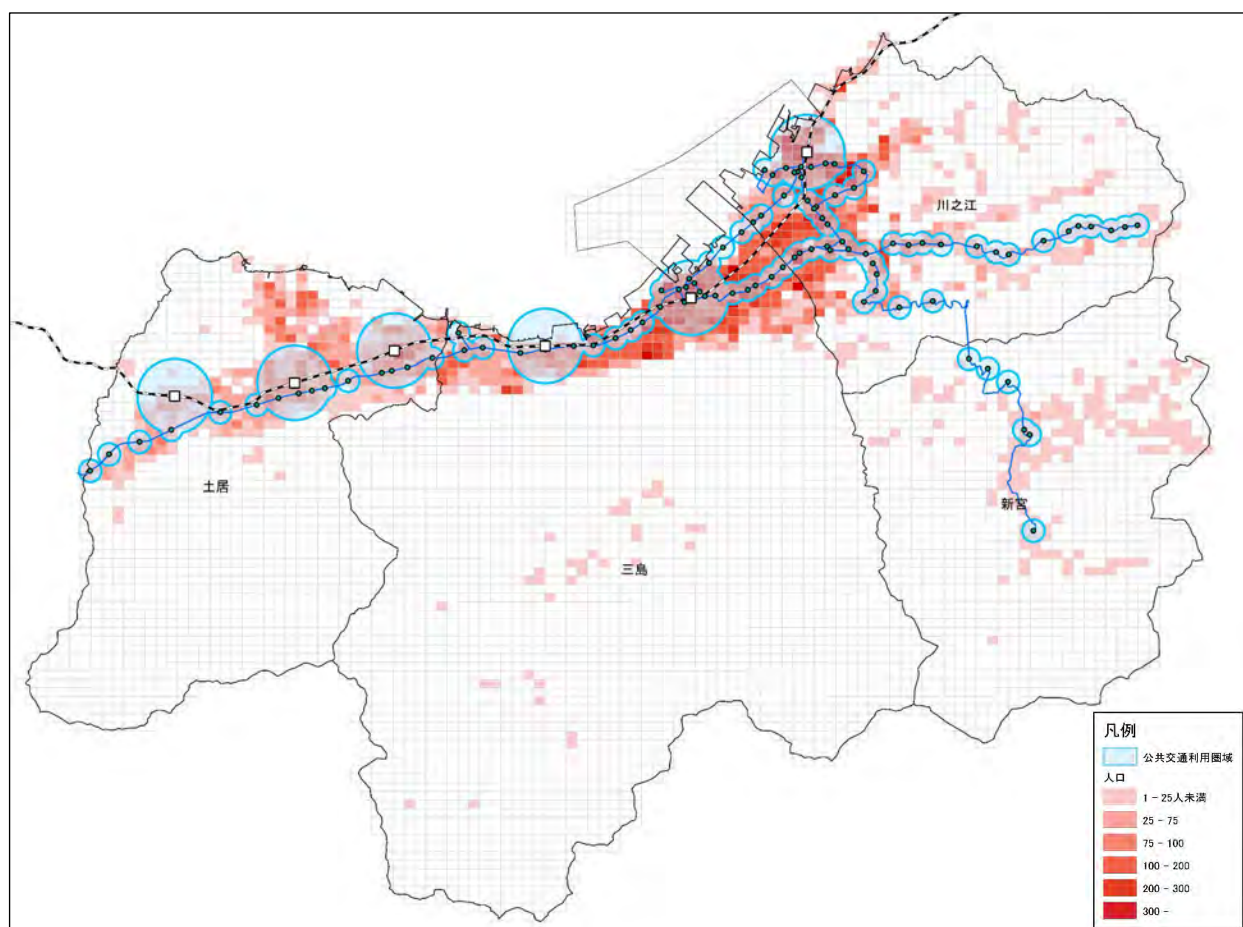 川之江
土居
新宮
三島
凡例
公共交通利用圏域
人口
1 - 25人未満
25 - 75
75 - 100
100 - 200
200 - 300
300 -